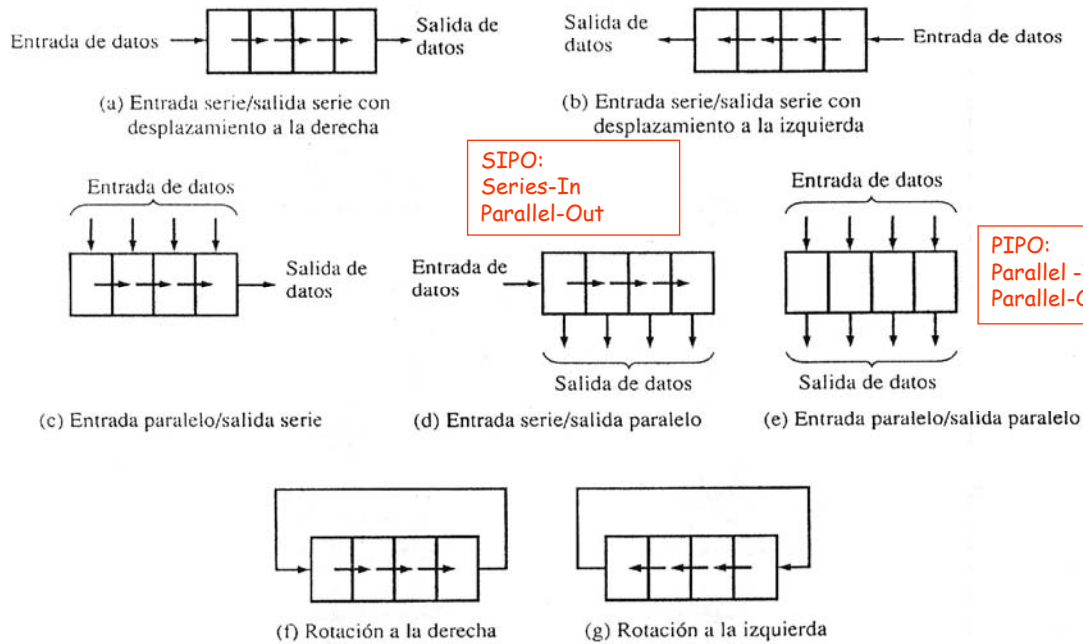 Entrada de datos
Salida de
datos
(a) Entrada serie/salida serie con
desplazamiento a la derecha
Salida de
datos
Entrada de datos
(b) Entrada serie/salida serie con
desplazamiento a la izquierda
SIPO:
Series-In
Parallel-Out
Entrada de datos
Salida de
datos
(c) Entrada paralelo/salida serie
Entrada de
datos
Salida de datos
(d) Entrada serie/salida paralelo
Entrada de datos
PIPO:
Parallel -
Parallel-
Salida de datos
(e) Entrada paralelo/salida paralelo
(f) Rotación a la derecha
(g) Rotación a la izquierda